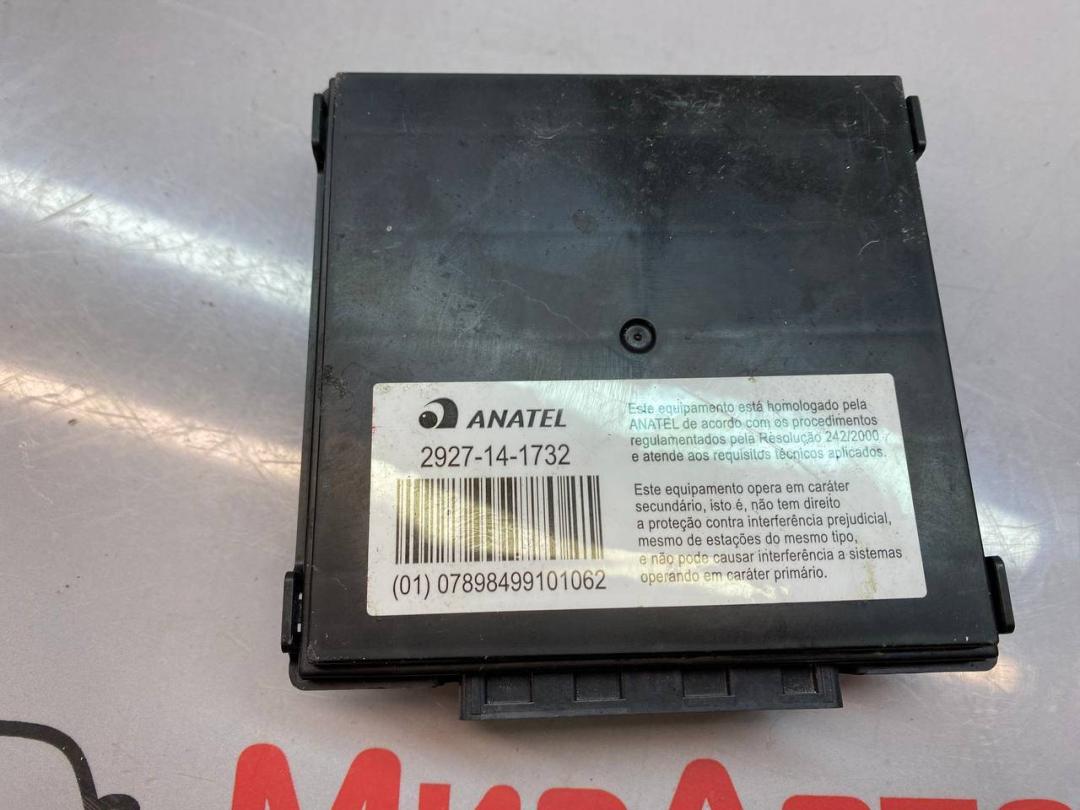 ANATEL
2927-14-1732
(01) 07898499101062
Este equipamento está homologado pela
ANATEL de acordo com os procedimentos
regulamentados pela Resolução 242/2000
e atende aos requisitos técnicos aplicados.
Este equipamento opera em caráter
secundário, isto é, não tem direito
a proteção contra interferência prejudicial,
mesmo de estações do mesmo tipo,
e não pode causar interferência a sistemas
operando em caráter primário.
МирАвто